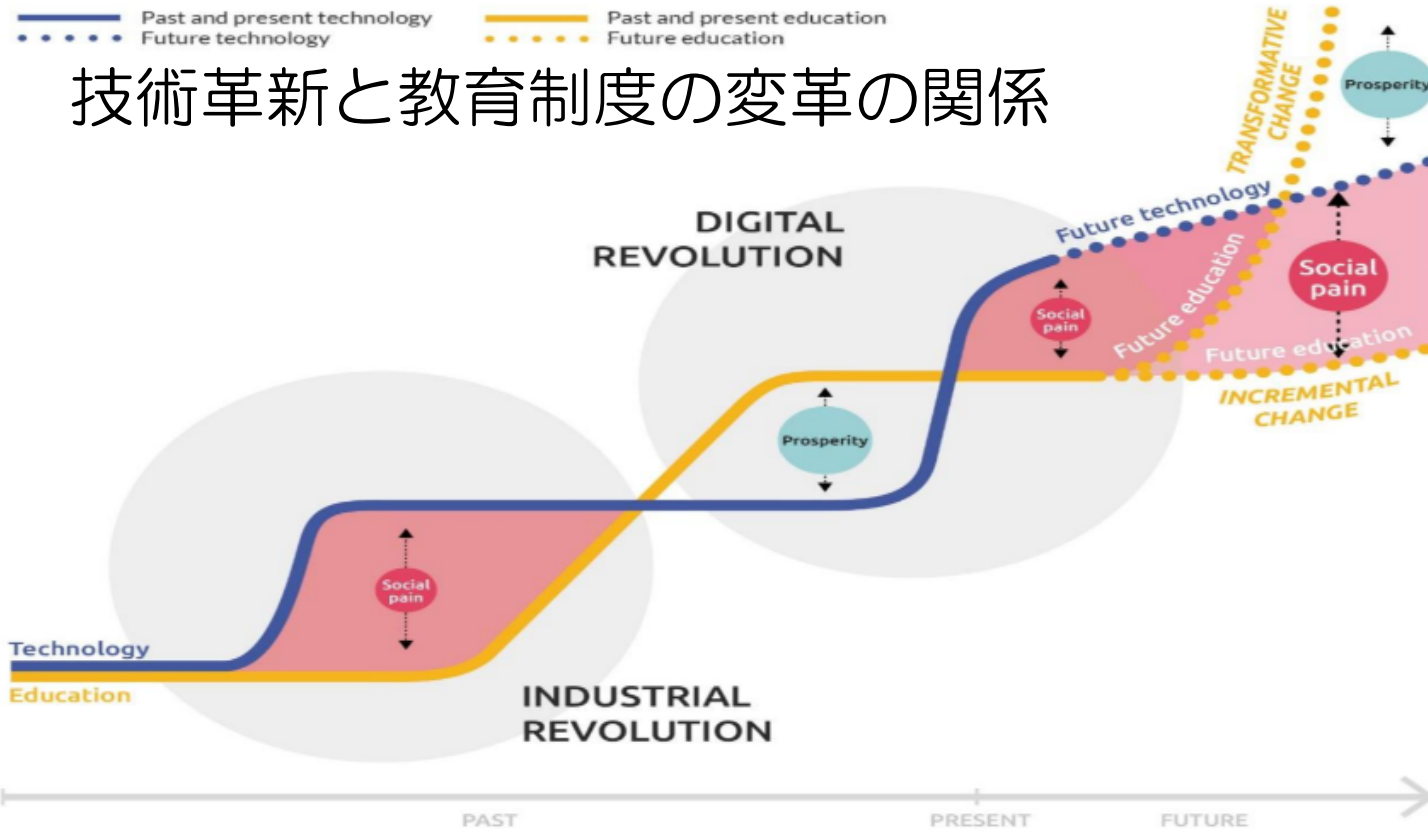 Past and present technology
Future technology
Past and present education
Future education
技術革新と教育制度の変革の関係
TRANSFORMATIVE
CHANGE
Prosperity
DIGITAL
REVOLUTION
Future technology
Social
pain
Future education
Social
pain
Future education
INCREMENTAL
CHANGE
Prosperity
Social
pain
Technology
Education
INDUSTRIAL
REVOLUTION
PAST
PRESENT
FUTURE